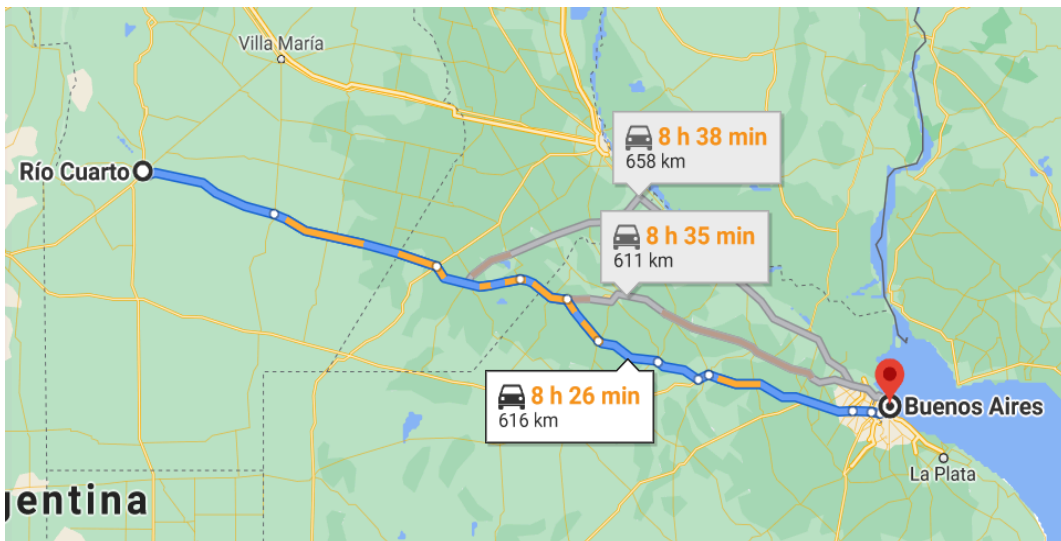 Villa María
8 h 38 min
658 km
Río Cuarto
8 h 35 min
611 km
8 h 26 min
616 km
Buenos Aires
La Plata
gentina